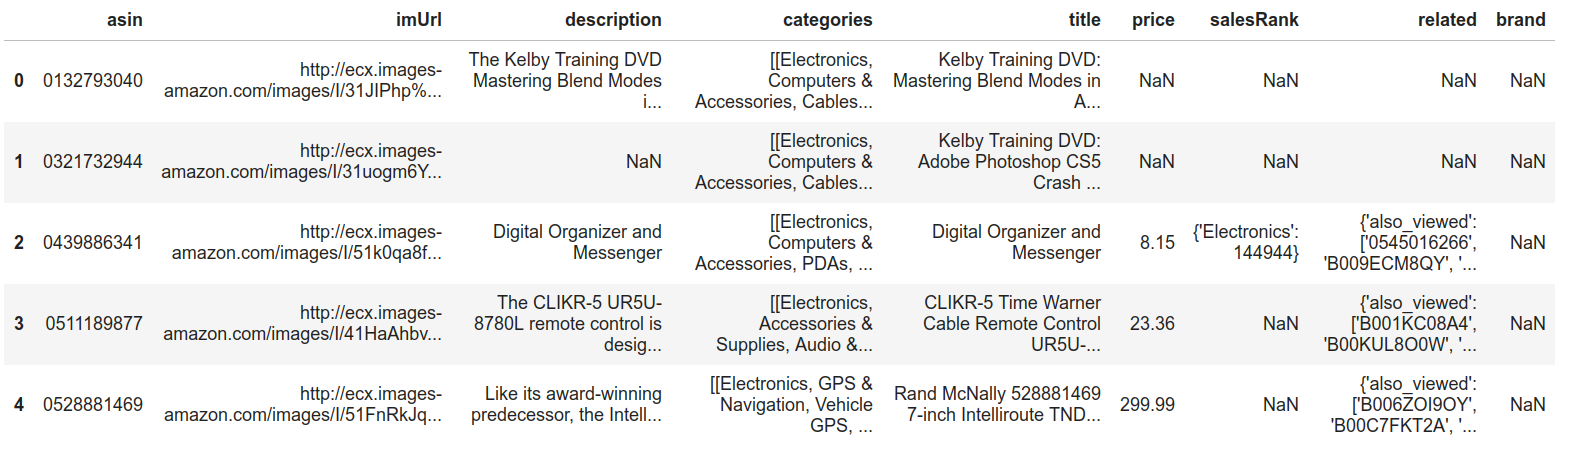 asin imUrl description categories title price salesRank related brand
0 0132793040 http://ecx.images-amazon.com/images/I/31JIPhp%... The Kelby Training DVD Mastering Blend Modes i... [[Electronics, Computers & Accessories, Cables... Kelby Training DVD: Mastering Blend Modes in A... NaN NaN NaN NaN
1 0321732944 http://ecx.images-amazon.com/images/I/31uogm6Y... NaN [[Electronics, Computers & Accessories, Cables... Kelby Training DVD: Adobe Photoshop CS5 Crash ... NaN NaN NaN NaN
2 0439886341 http://ecx.images-amazon.com/images/I/51k0qa8f... Digital Organizer and Messenger [[Electronics, Computers & Accessories, PDAs, ... Digital Organizer and Messenger 8.15 {'Electronics': 144944} {'also_viewed': ['0545016266', 'B009ECM8QY', '... NaN
3 0511189877 http://ecx.images-amazon.com/images/I/41HaAhbv... The CLIKR-5 UR5U-8780L remote control is desig... [[Electronics, Accessories & Supplies, Audio &... CLIKR-5 Time Warner Cable Remote Control UR5U-... 23.36 NaN {'also_viewed': ['B001KC08A4', 'B00KUL8O0W', '... NaN
4 0528881469 http://ecx.images-amazon.com/images/I/51FnRkJq... Like its award-winning predecessor, the Intell... [[Electronics, GPS & Navigation, Vehicle GPS, ... Rand McNally 528881469 7-inch Intelliroute TND... 299.99 NaN {'also_viewed': ['B006ZOI9OY', 'B00C7FKT2A', '... NaN